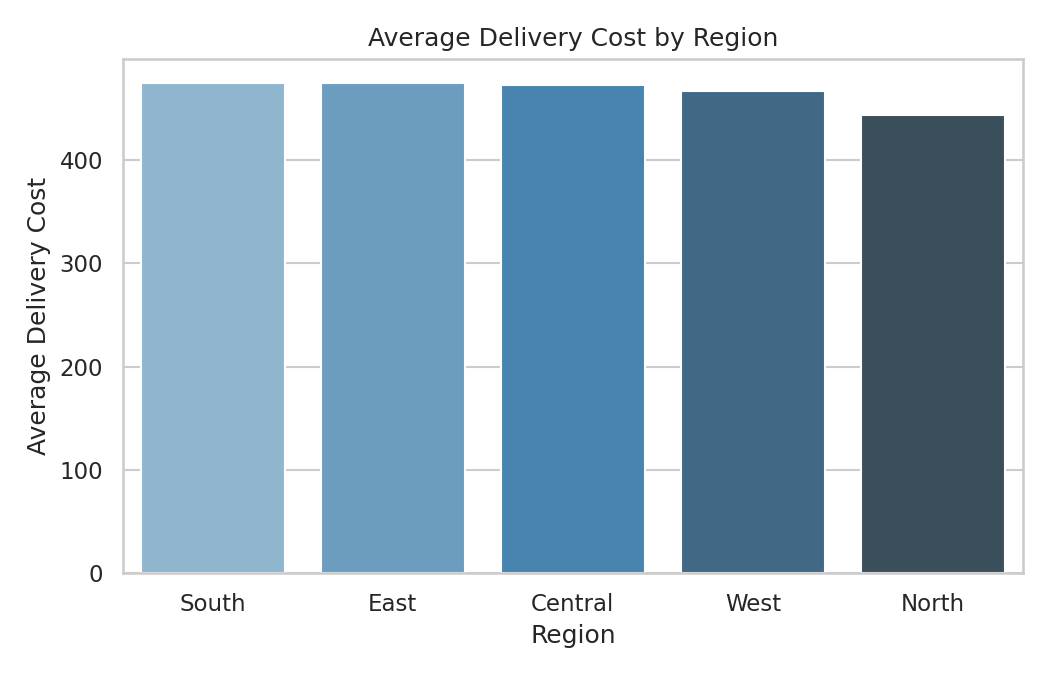 Average Delivery Cost by Region
Average Delivery Cost
400
300
200
100
0
South East Central West North
Region